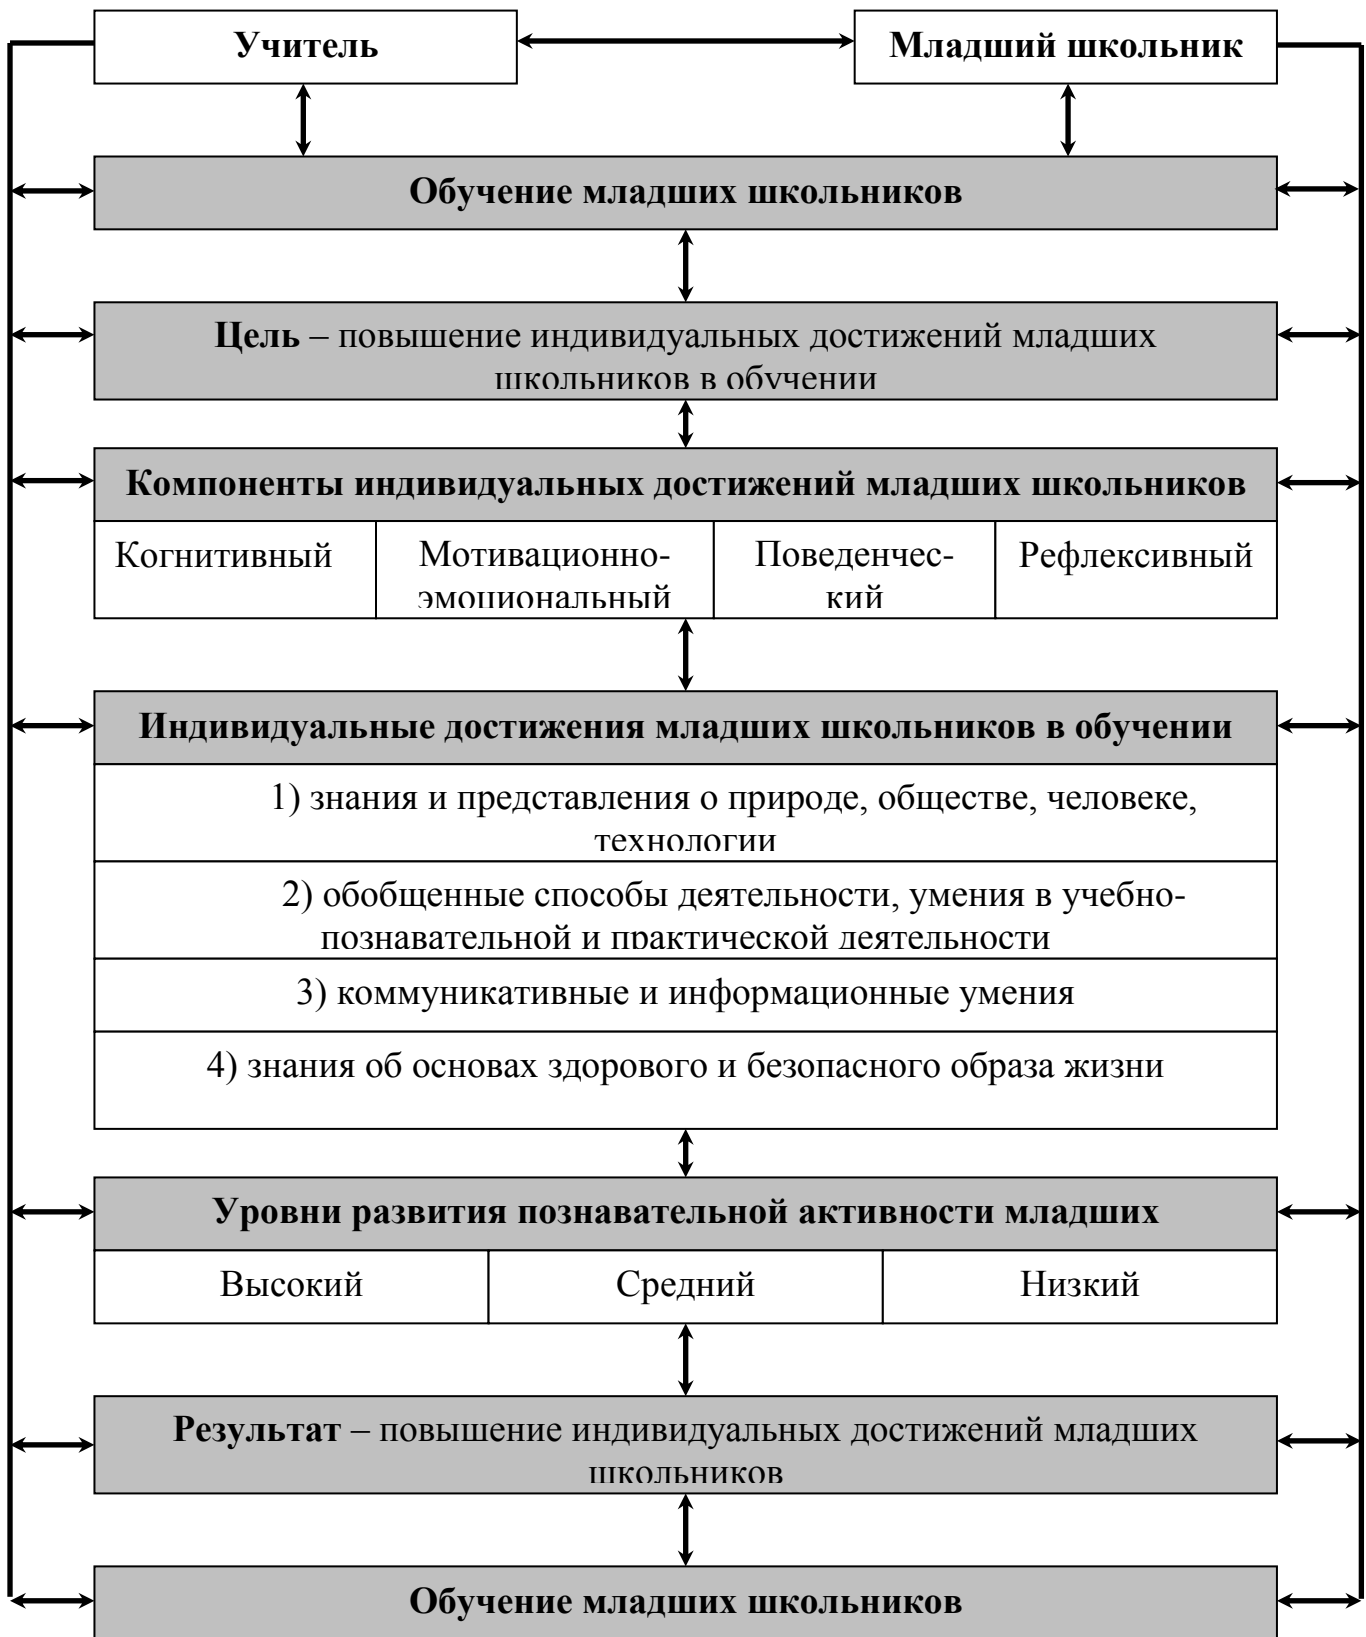 Учитель
Младший школьник
Обучение младших школьников
Цель – повышение индивидуальных достижений младших
школьников в обучении
Компоненты индивидуальных достижений младших школьников
Когнитивный
Мотивационно-
эмоциональный
Поведенчес-
кий
Рефлексивный
Индивидуальные достижения младших школьников в обучении
1) знания и представления о природе, обществе, человеке,
технологии
2) обобщенные способы деятельности, умения в учебно-
познавательной и практической деятельности
3) коммуникативные и информационные умения
4) знания об основах здорового и безопасного образа жизни
Уровни развития познавательной активности младших
Высокий
Средний
Низкий
Результат – повышение индивидуальных достижений младших
школьников
Обучение младших школьников